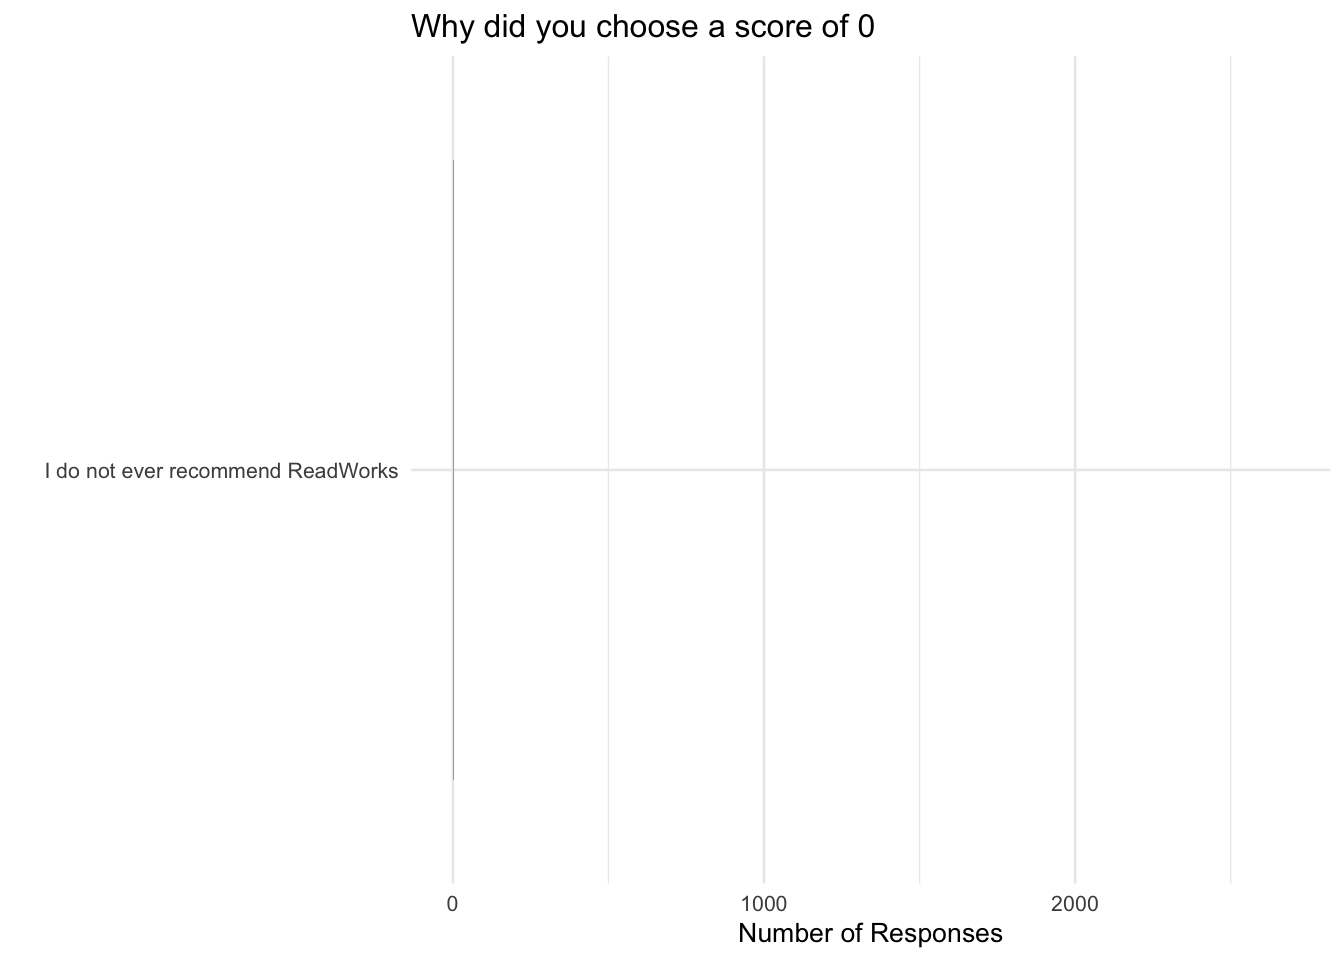 Why did you choose a score of 0
I do not ever recommend ReadWorks
0 1000 2000
Number of Responses